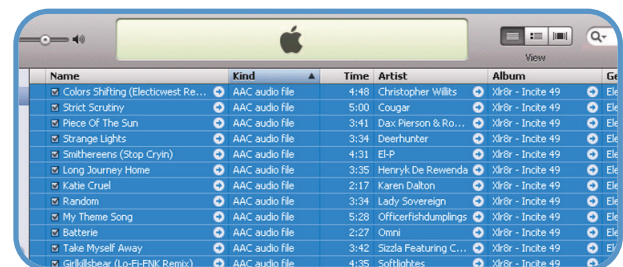 View
Name Kind Time Artist Album Ge
Colors Shifting (Electicwest Re... AAC audio file 4:48 Christopher Willits Xlr8r - Incite 49 Ele
Strict Scrutiny AAC audio file 5:00 Cougar Xlr8r - Incite 49 Ele
Piece Of The Sun AAC audio file 3:41 Dax Pierson & Ro... Xlr8r - Incite 49 Ele
Strange Lights AAC audio file 3:34 Deerhunter Xlr8r - Incite 49 Ele
Smithereens (Stop Cryin) AAC audio file 4:31 El-P Xlr8r - Incite 49 Ele
Long Journey Home AAC audio file 3:35 Henryk De Rewenda Xlr8r - Incite 49 Ele
Katie Cruel AAC audio file 2:17 Karen Dalton Xlr8r - Incite 49 Ele
Random AAC audio file 3:34 Lady Sovereign Xlr8r - Incite 49 Ele
My Theme Song AAC audio file 5:28 Officerfishdumplings Xlr8r - Incite 49 Ele
Batterie AAC audio file 2:27 Omni Xlr8r - Incite 49 Ele
Take Myself Away AAC audio file 3:42 Sizzla Featuring C... Xlr8r - Incite 49 Ele
Girlkillsbear (Lo-Fi-FNK Remix) AAC audio file 4:35 Softlightes Xlr8r - Incite 49 Ele